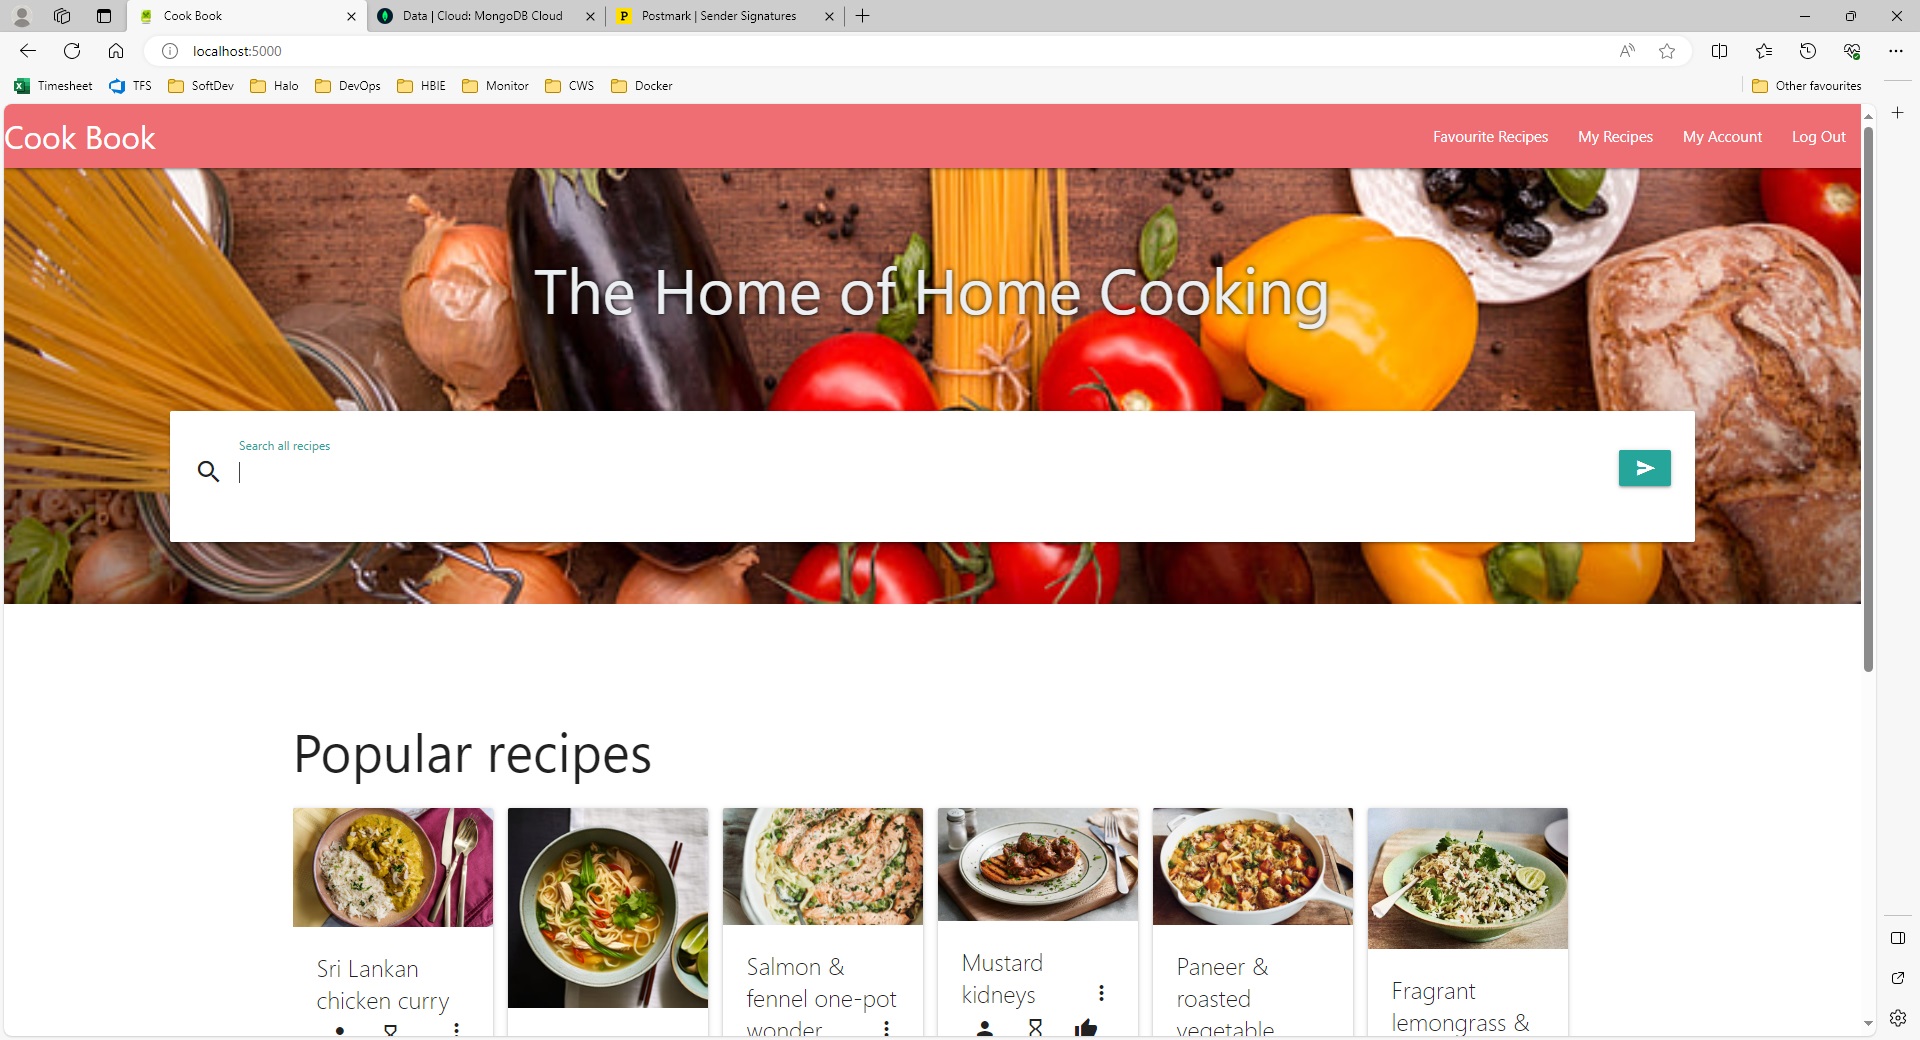 Cook Book
Data | Cloud: MongoDB Cloud
P
Postmark | Sender Signatures
localhost:5000
A
Timesheet
TFS
SoftDev
Halo
DevOps
HBIE
Monitor
CWS
Docker
Other favourites
Cook Book
Favourite Recipes
My Recipes
My Account
Log Out
The Home of Home Cooking
Search all recipes
Popular recipes
Sri Lankan
chicken curry
Salmon &
fennel one-pot
wonder
Mustard
kidneys
Paneer &
roasted
vegetable
Fragrant
lemongrass &